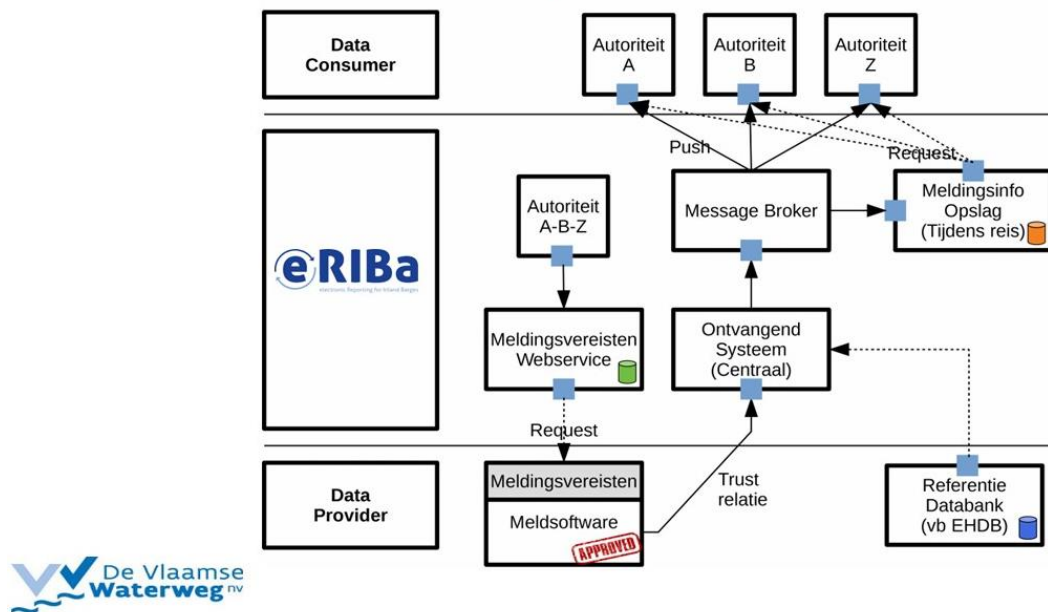 Data
Consumer
Autoriteit
A
Autoriteit
B
Autoriteit
Z
Push
Request
eRIBa
electronic Reporting for Inland Barges
Autoriteit
A-B-Z
Message Broker
Meldingsinfo
Opslag
(Tijdens reis)
Meldingsvereisten
Webservice
Ontvangend
Systeem
(Centraal)
Request
Data
Provider
Meldingsvereisten
Meldsoftware
APPROVED
Trust
relatie
Referentie
Databank
(vb EHDB)
De Vlaamse
Waterweg nv